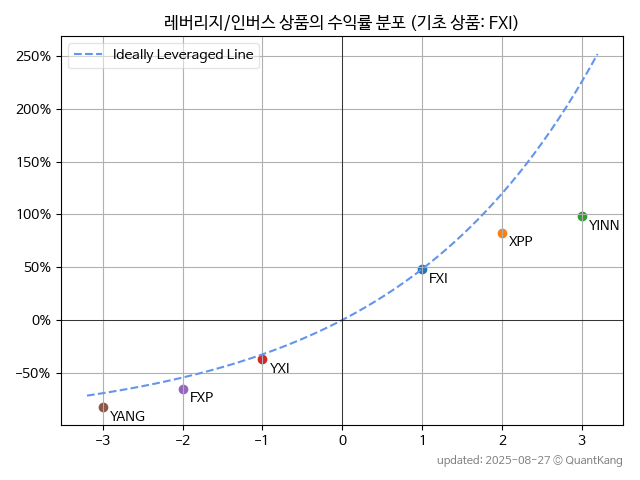 레버리지/인버스 상품의 수익률 분포 (기초 상품: FXI)
Ideally Leveraged Line
250%
200%
150%
100%
50%
0%
−50%
YINN
XPP
FXI
YXI
FXP
YANG
−3 −2 −1 0 1 2 3
updated: 2025-08-27 © QuantKang